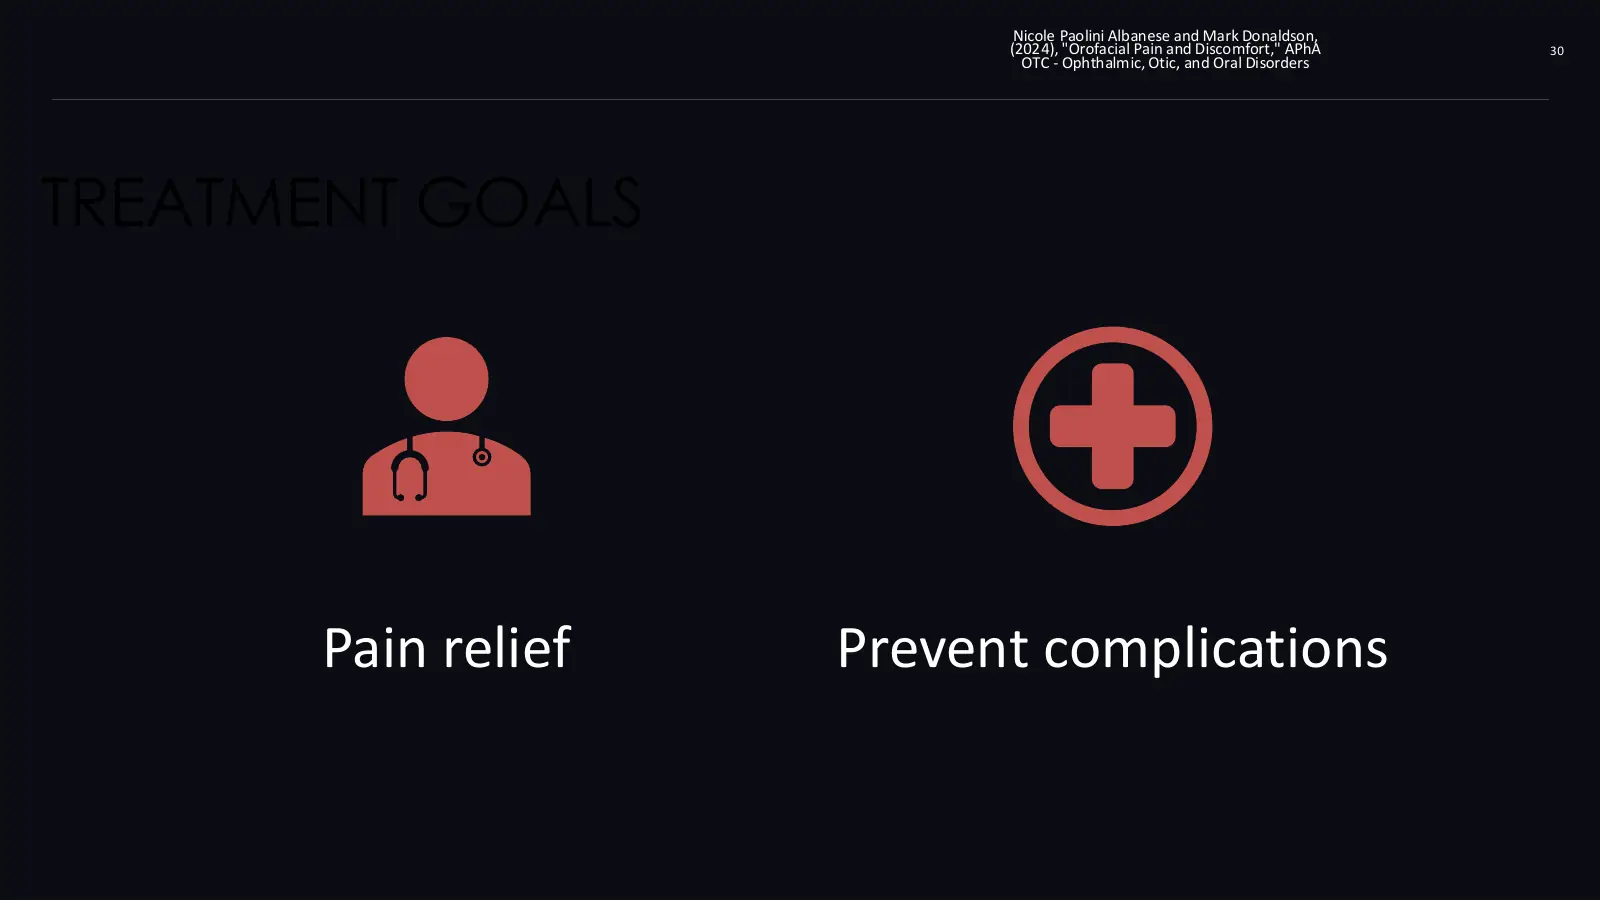 Nicole Paolini Albanese and Mark Donaldson,
(2024), "Orofacial Pain and Discomfort," APhA
OTC - Ophthalmic, Otic, and Oral Disorders
30
TREATMENT GOALS
Pain relief
Prevent complications